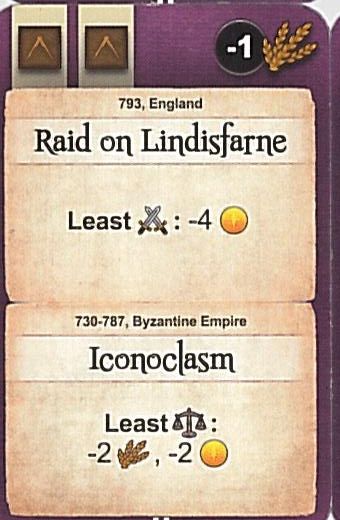 -1
793, England
Raid on Lindisfarne
Least : -4
730-787, Byzantine Empire
Iconoclasm
Least :
-2 , -2